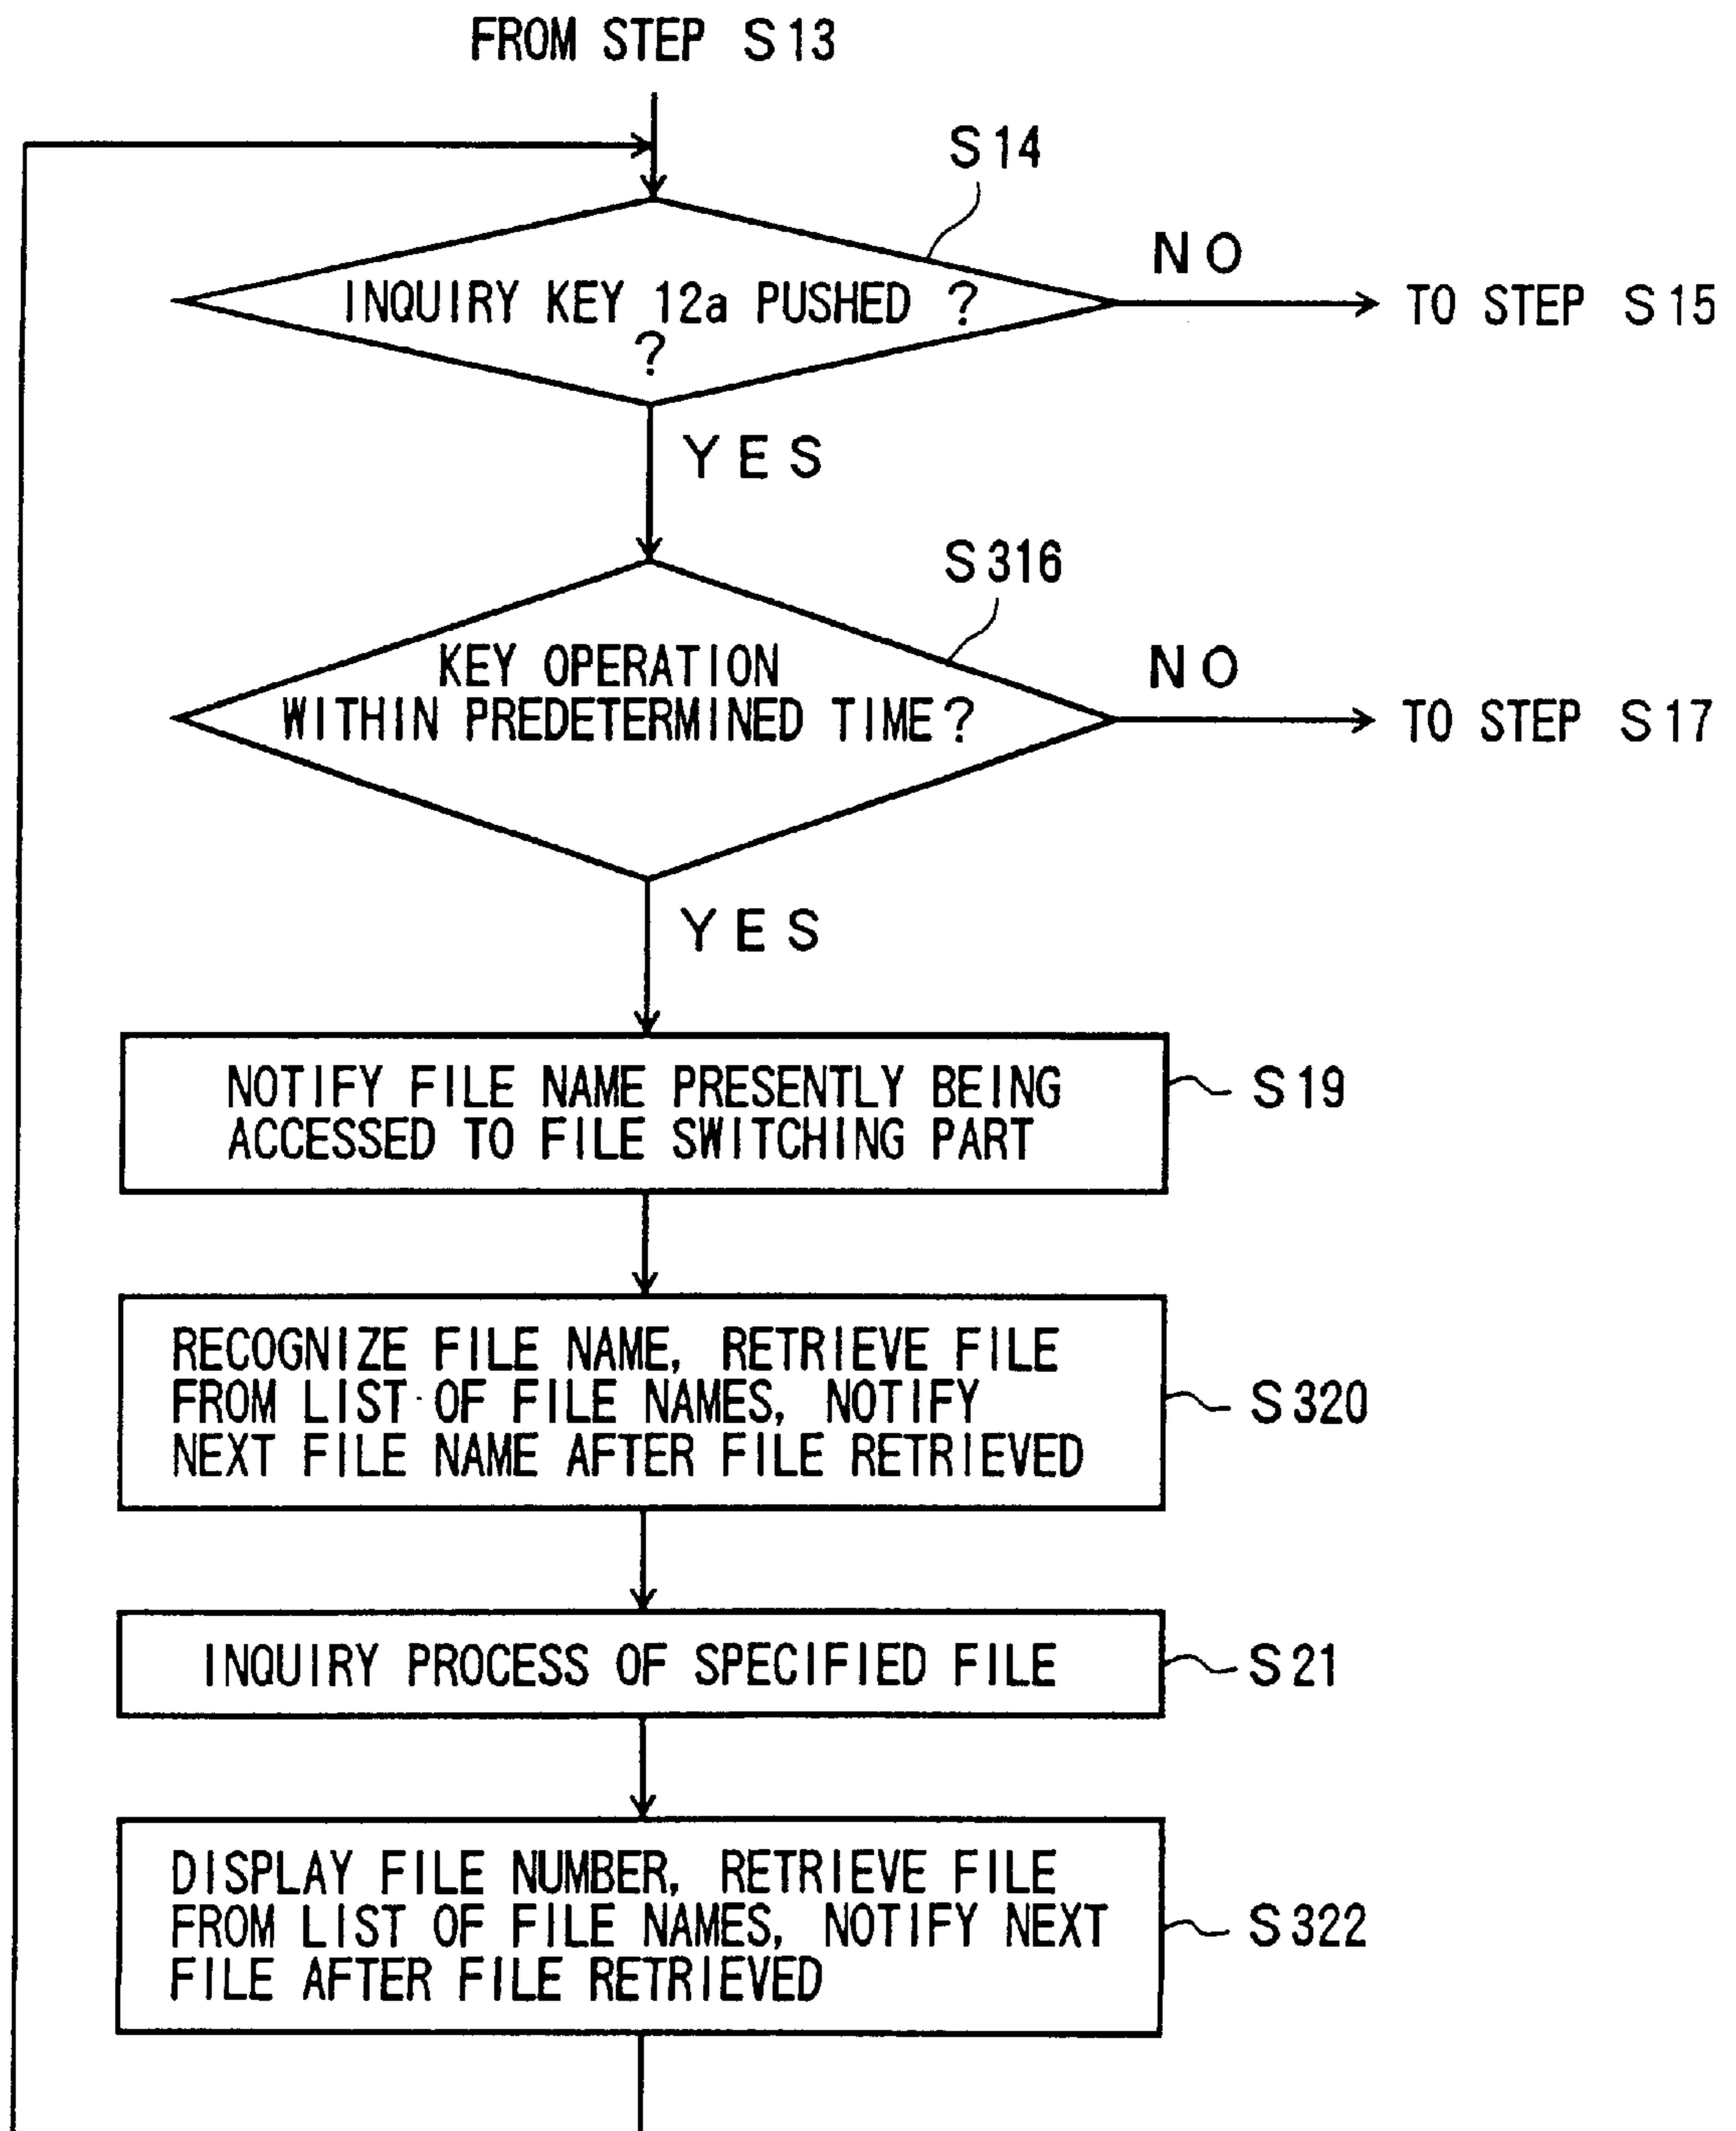 FROM STEP S13
S14
INQUIRY KEY 12a PUSHED ?
?
NO
TO STEP S15
YES
S316
KEY OPERATION
WITHIN PREDETERMINED TIME?
NO
TO STEP S17
YES
NOTIFY FILE NAME PRESENTLY BEING
ACCESSED TO FILE SWITCHING PART
S19
RECOGNIZE FILE NAME, RETRIEVE FILE
FROM LIST OF FILE NAMES, NOTIFY
NEXT FILE NAME AFTER FILE RETRIEVED
S320
INQUIRY PROCESS OF SPECIFIED FILE
S21
DISPLAY FILE NUMBER, RETRIEVE FILE
FROM LIST OF FILE NAMES, NOTIFY NEXT
FILE AFTER FILE RETRIEVED
S322